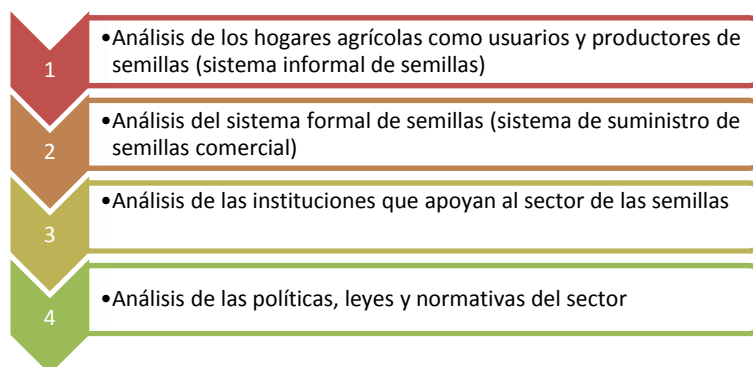 1
•Análisis de los hogares agrícolas como usuarios y productores de
semillas (sistema informal de semillas)
2
•Análisis del sistema formal de semillas (sistema de suministro de
semillas comercial)
3
•Análisis de las instituciones que apoyan al sector de las semillas
4
•Análisis de las políticas, leyes y normativas del sector